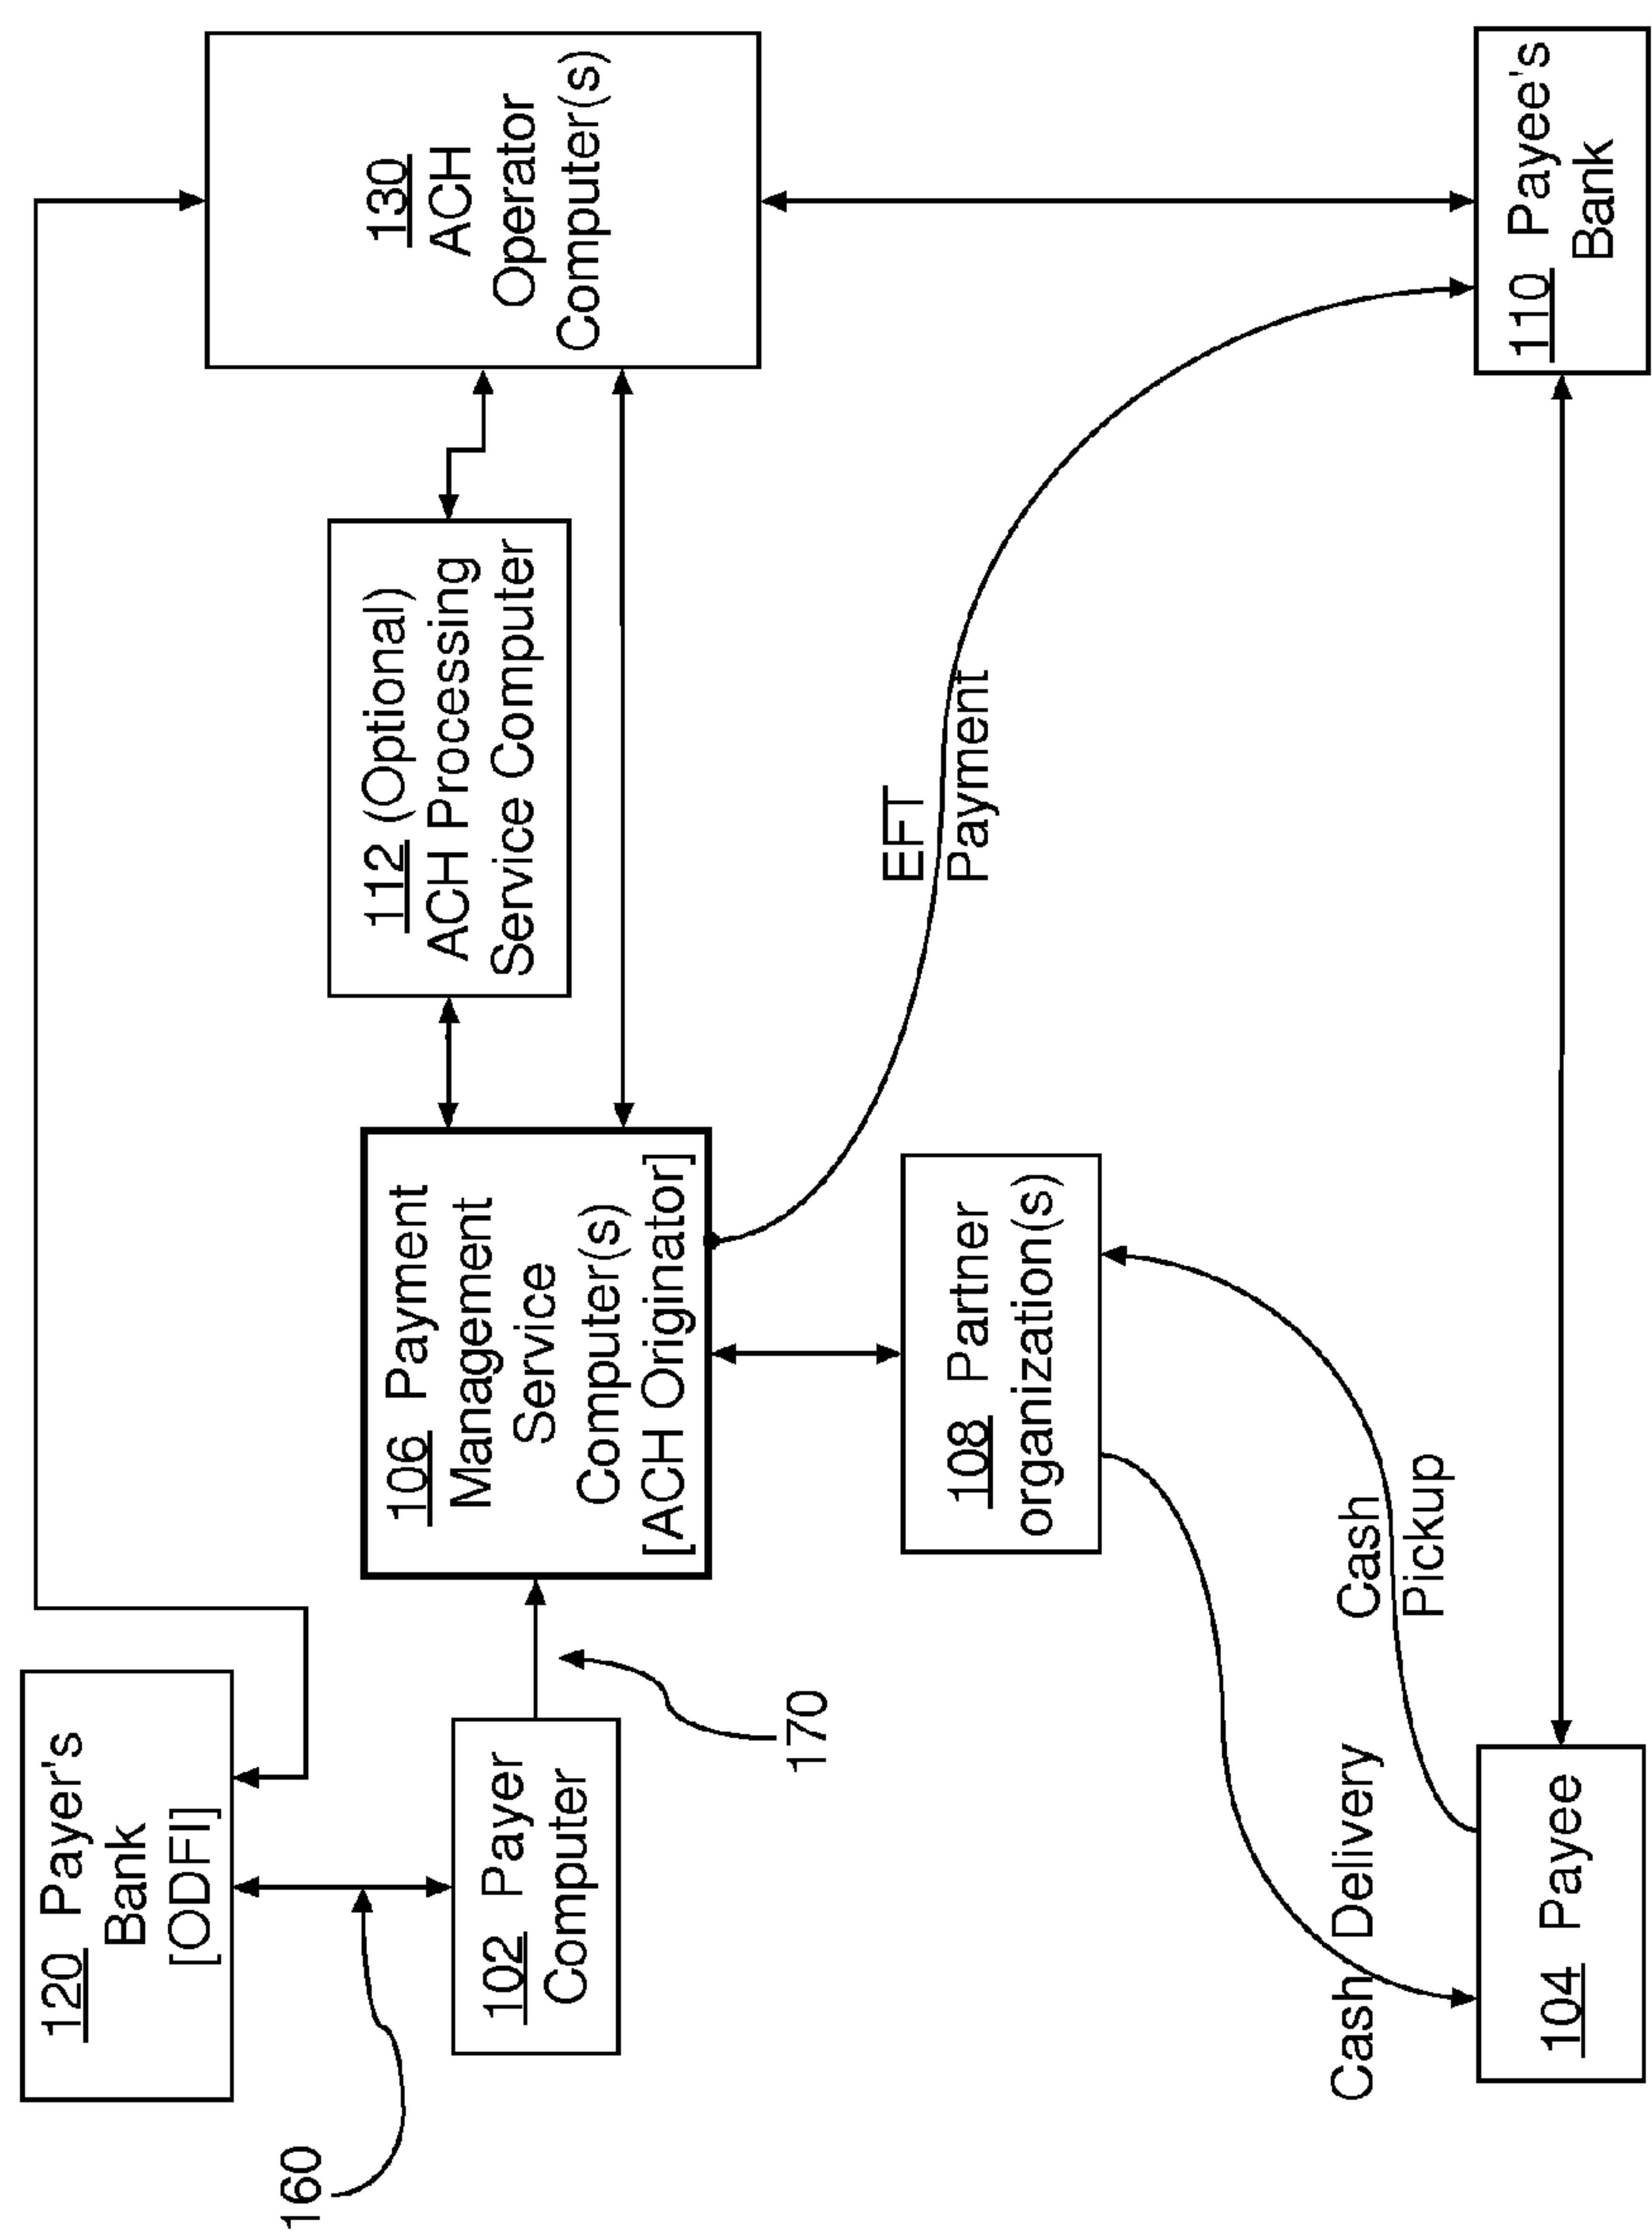 160
120 Payer's
Bank
[ODFI]
102 Payer
Computer
170
106 Payment
Management
Service
Computer(s)
[ACH Originator]
112 (Optional)
ACH Processing
Service Computer
130
ACH
Operator
Computer(s)
EFT
Payment
108 Partner
organization(s)
Cash Delivery
Cash
Pickup
104 Payee
110 Payee's
Bank